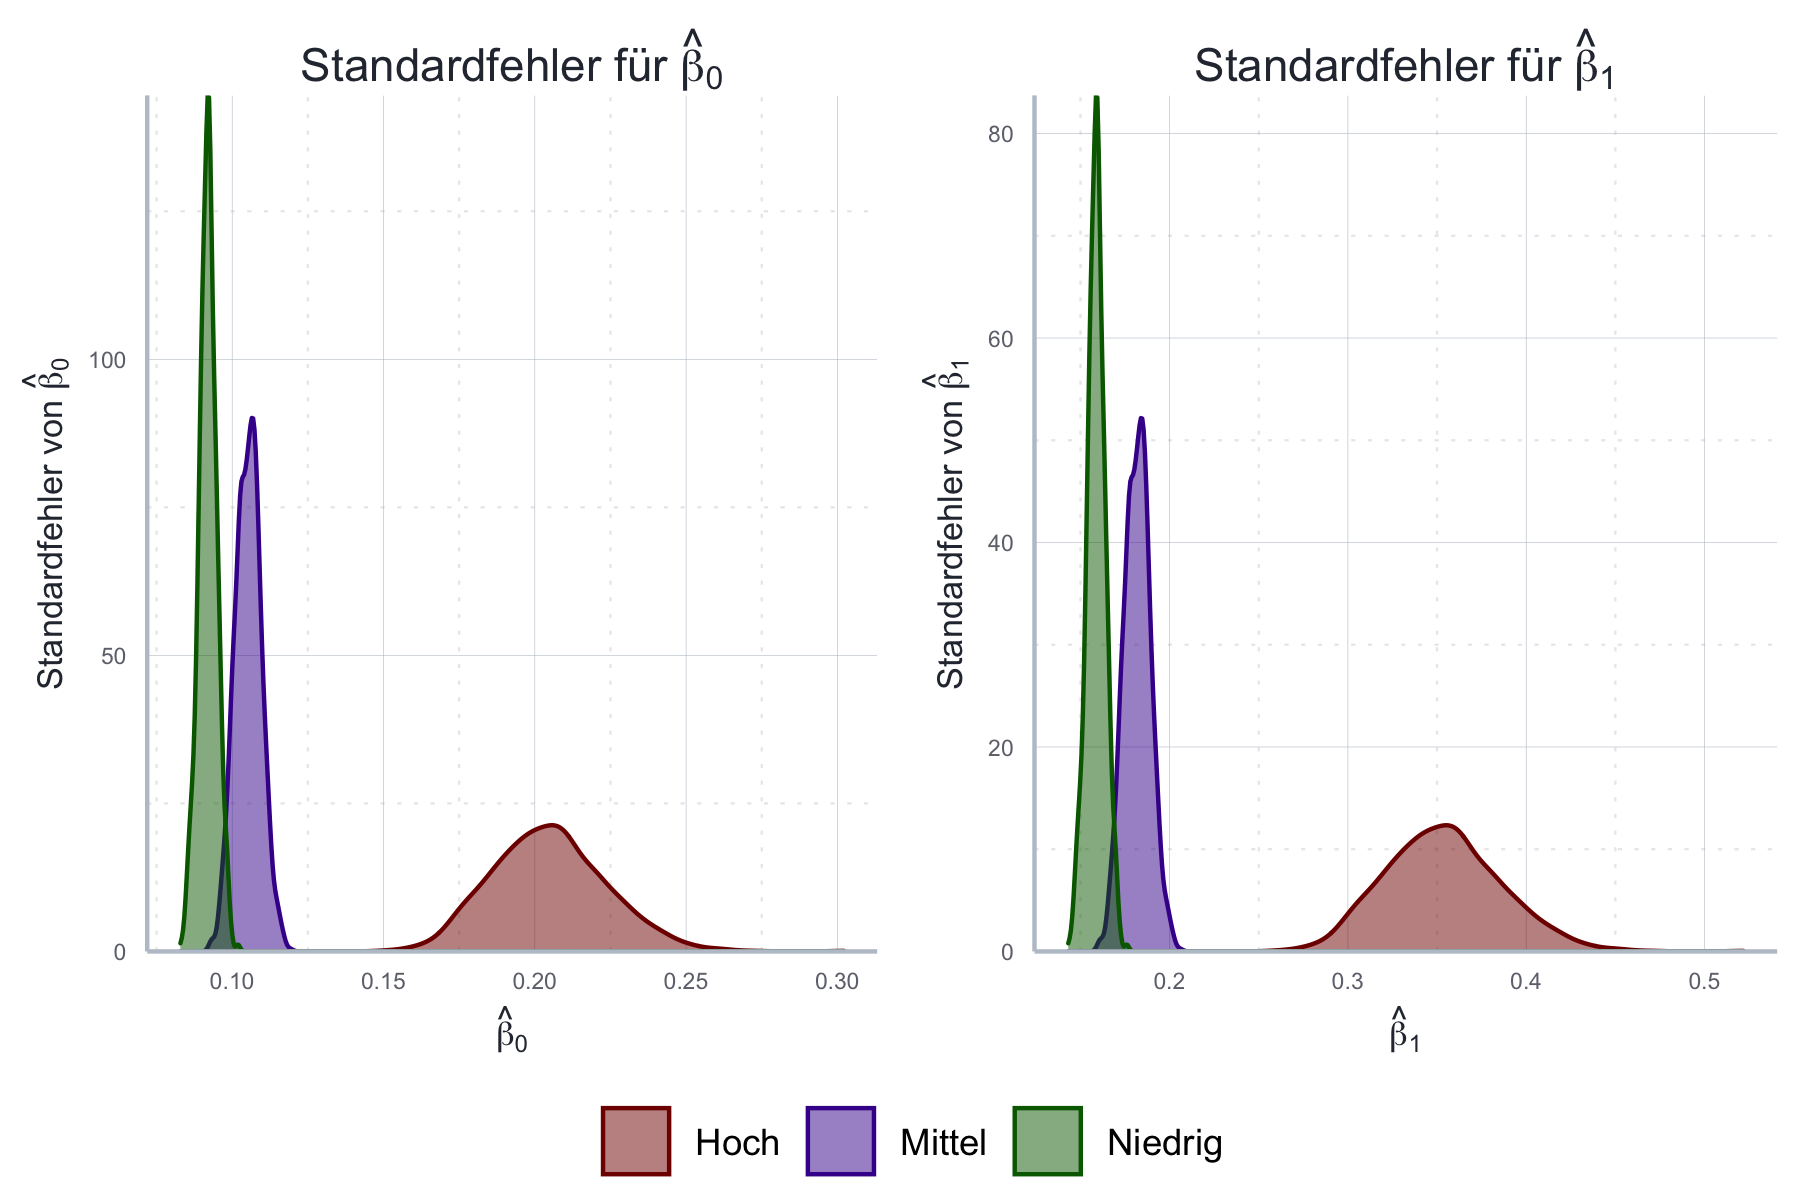 Standardfehler für β̂₀
Standardfehler von β̂₀
100
50
0
0.10 0.15 0.20 0.25 0.30
β̂₀
Standardfehler für β̂₁
Standardfehler von β̂₁
80
60
40
20
0
0.2 0.3 0.4 0.5
β̂₁
Hoch Mittel Niedrig